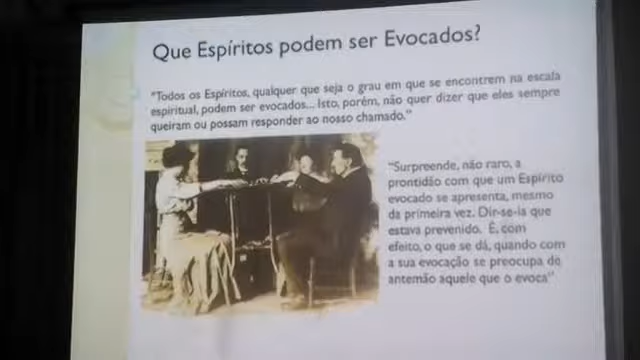 Que Espíritos podem ser Evocados?
"Todos os Espíritos, qualquer que seja o grau em que se encontrem na escala
espiritual, podem ser evocados... Isto, porém, não quer dizer que eles sempre
queiram ou possam responder ao nosso chamado."
"Surpreende, não raro, a
prontidão com que um Espírito
evocado se apresenta, mesmo
da primeira vez. Dir-se-ia que
estava prevenido. É, com
efeito, o que se dá, quando com
a sua evocação se preocupa de
antemão aquele que o evoca"